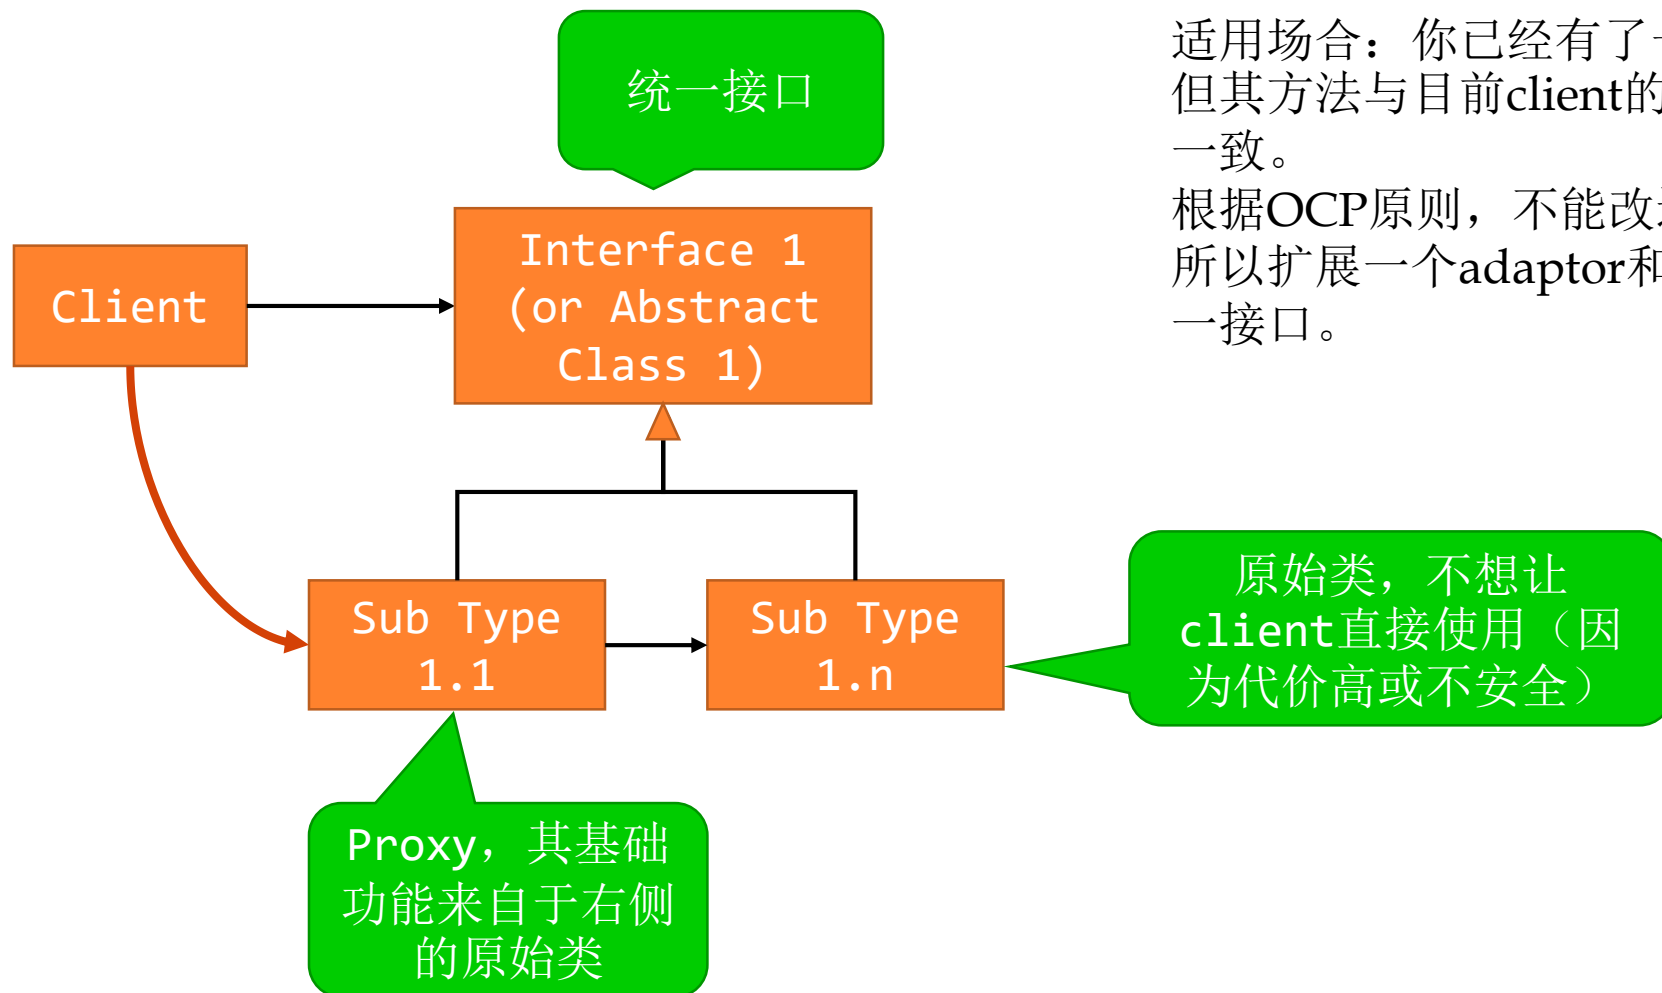 统一接口
适用场合：你已经有了
但其方法与目前client的
一致。
根据OCP原则，不能改
所以扩展一个adaptor和
一接口。
Interface 1
(or Abstract
Class 1)
Client
Sub Type
1.1
Sub Type
1.n
原始类，不想让
client直接使用（因
为代价高或不安全）
Proxy，其基础
功能来自于右侧
的原始类